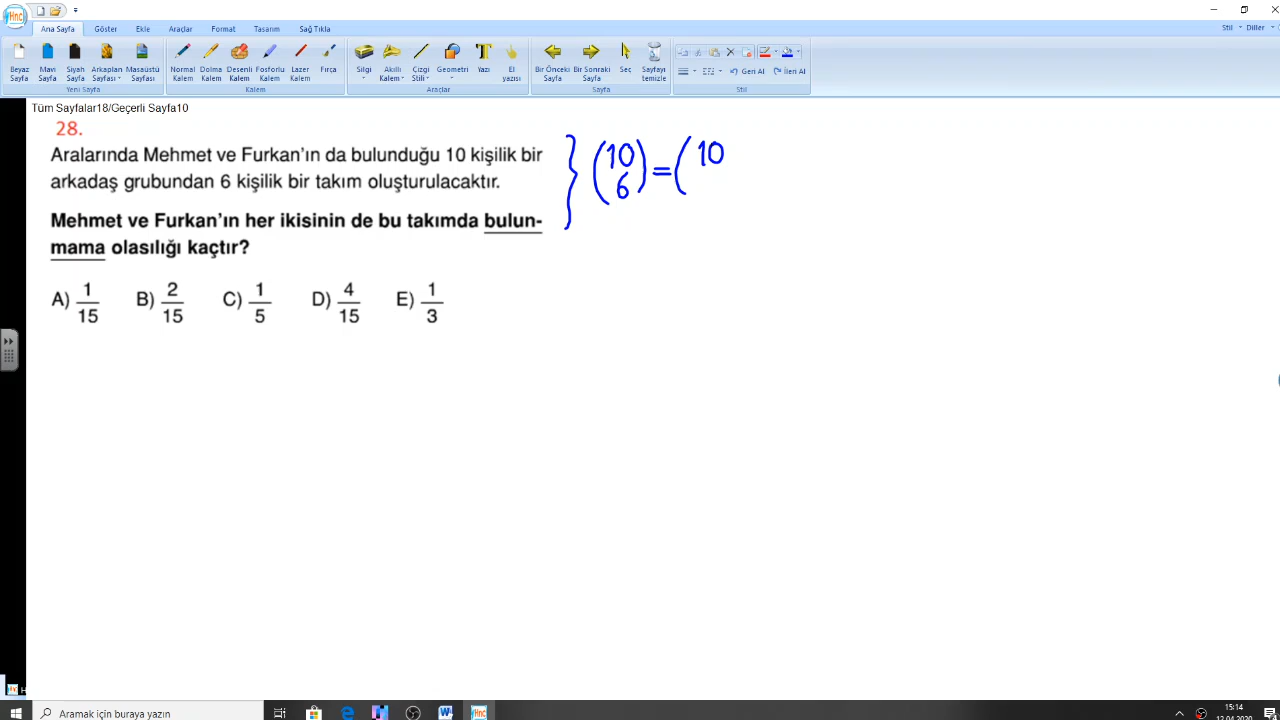 Ana Sayfa Göster Ekle Araçlar Format Tasarım Sağ Tıkla
Stil Diller
Beyaz Sayfa Mavi Sayfa Siyah Sayfa Arkaplan Sayfası Masaüstü Sayfası
Yeni Sayfa
Normal Kalem Dolma Kalem Desenli Kalem Fosforlu Kalem Lazer Kalem Fırça
Kalem
Silgi Akıllı Kalem Çizgi Stili Geometri Yazı El yazısı
Araçlar
Bir Önceki Sayfa Bir Sonraki Sayfa Sec Sayfayı temizle
Sayfa
Geri Al İleri Al
Stil
Tüm Sayfalar18/Geçerli Sayfa10
28.
Aralarında Mehmet ve Furkan'ın da bulunduğu 10 kişilik bir
arkadaş grubundan 6 kişilik bir takım oluşturulacaktır.
Mehmet ve Furkan'ın her ikisinin de bu takımda bulun-
mama olasılığı kaçtır?
A) 1/15 B) 2/15 C) 1/5 D) 4/15 E) 1/3
} (10 6) = (10
Aramak için buraya yazın
15:14
13.04.2020